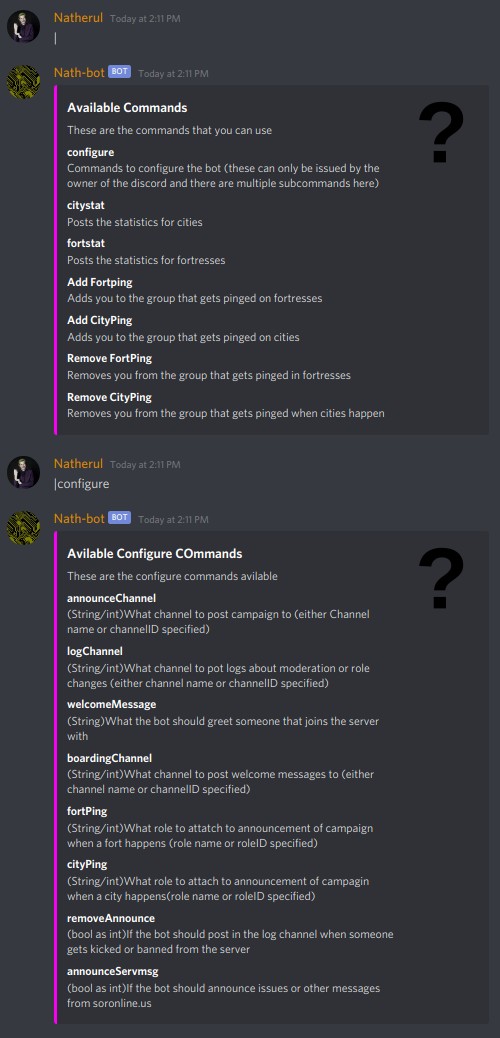 Natherul Today at 2:11 PM
|
Nath-bot BOT Today at 2:11 PM
Available Commands
These are the commands that you can use
configure
Commands to configure the bot (these can only be issued by the
owner of the discord and there are multiple subcommands here)
citystat
Posts the statistics for cities
fortstat
Posts the statistics for fortresses
Add Fortping
Adds you to the group that gets pinged on fortresses
Add CityPing
Adds you to the group that gets pinged on cities
Remove FortPing
Removes you from the group that gets pinged in fortresses
Remove CityPing
Removes you from the group that gets pinged when cities happen
?
Natherul Today at 2:11 PM
|configure
Nath-bot BOT Today at 2:11 PM
Avilable Configure COmmands
These are the configure commands avilable
announceChannel
(String/int)What channel to post campaign to (either Channel
name or channelID specified)
logChannel
(String/int)What channel to pot logs about moderation or role
changes (either channel name or channelID specified)
welcomeMessage
(String)What the bot should greet someone that joins the server
with
boardingChannel
(String/int)What channel to post welcome messages to (either
channel name or channelID specified)
fortPing
(String/int)What role to attatch to announcement of campaign
when a fort happens (role name or roleID specified)
cityPing
(String/int)What role to attach to announcement of campagin
when a city happens(role name or roleID specified)
removeAnnounce
(bool as int)If the bot should post in the log channel when someone
gets kicked or banned from the server
announceServmsg
(bool as int)If the bot should announce issues or other messages
from soronline.us
?